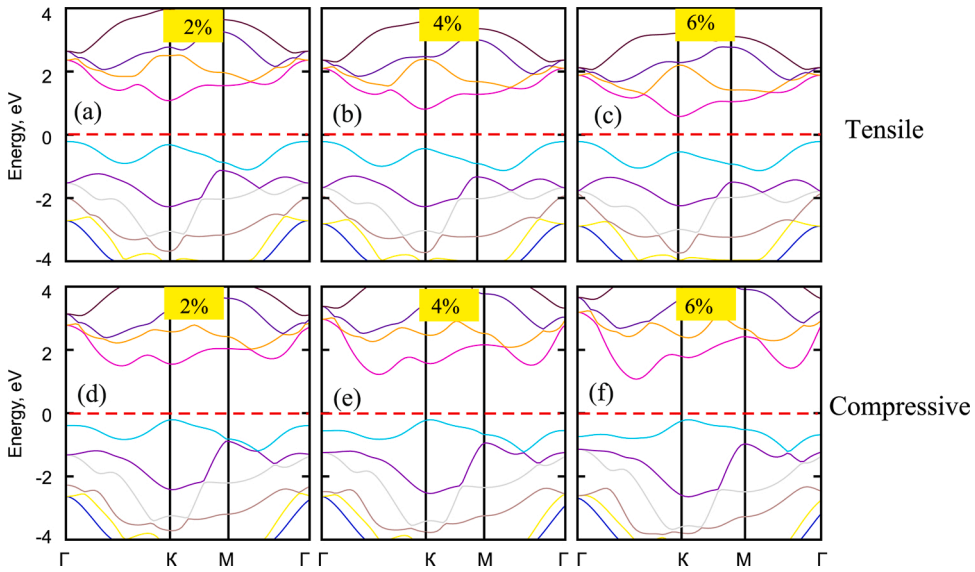 2% 4% 6%
4
2
0
-2
-4
Energy, eV
(a) (b) (c)
Tensile
2% 4% 6%
4
2
0
-2
-4
Energy, eV
(d) (e) (f)
Compressive
Γ K M Γ Γ K M Γ Γ K M Γ